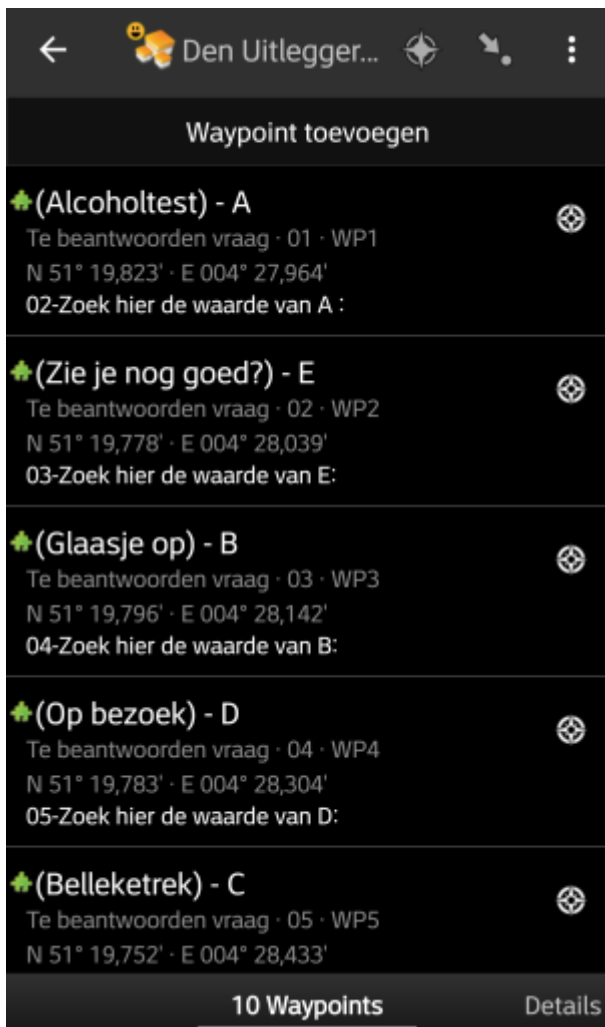 Den Uitlegger...
Waypoint toevoegen
(Alcoholtest) - A
Te beantwoorden vraag · 01 · WP1
N 51° 19,823' · E 004° 27,964'
02-Zoek hier de waarde van A :
(Zie je nog goed?) - E
Te beantwoorden vraag · 02 · WP2
N 51° 19,778' · E 004° 28,039'
03-Zoek hier de waarde van E:
(Glaasje op) - B
Te beantwoorden vraag · 03 · WP3
N 51° 19,796' · E 004° 28,142'
04-Zoek hier de waarde van B:
(Op bezoek) - D
Te beantwoorden vraag · 04 · WP4
N 51° 19,783' · E 004° 28,304'
05-Zoek hier de waarde van D:
(Belleketrek) - C
Te beantwoorden vraag · 05 · WP5
N 51° 19,752' · E 004° 28,433'
10 Waypoints Details